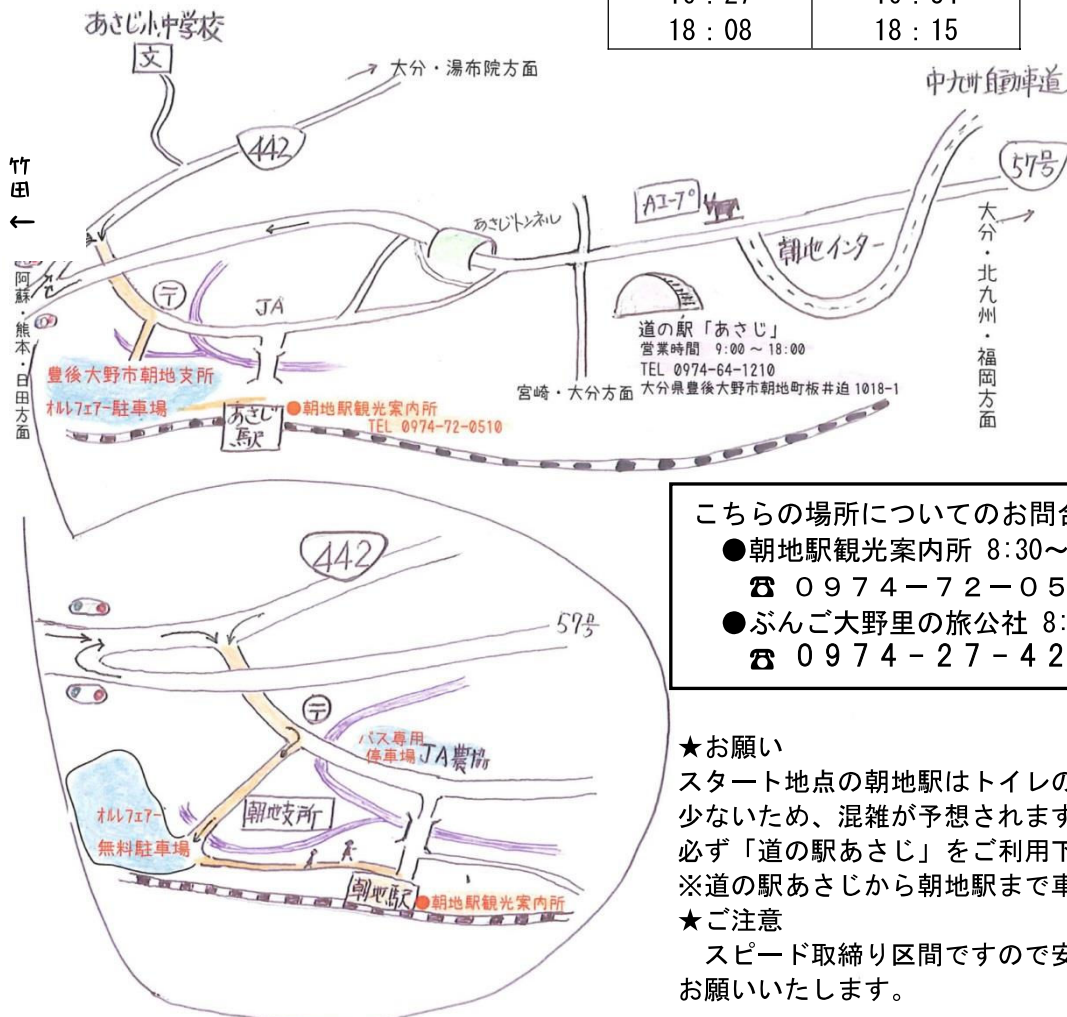 18：08
18：15
あさじ小中学校
文
大分・湯布院方面
442
中九州自動車道
57号
竹田
←
Aコープ
あさじトンネル
朝地インター
大分・北九州・福岡方面
阿蘇・熊本・日田方面
〒
JA
道の駅「あさじ」
営業時間 9:00～18:00
TEL 0974-64-1210
大分県豊後大野市朝地町板井迫 1018-1
宮崎・大分方面
豊後大野市朝地支所
オルレフェアー駐車場
あさじ
駅
●朝地駅観光案内所
TEL 0974-72-0510
442
57号
〒
バス専用
停車場
JA農協
オルレフェアー
無料駐車場
朝地支所
朝地駅
●朝地駅観光案内所
こちらの場所についてのお問合
●朝地駅観光案内所 8:30～
☎ ０９７４－７２－０５
●ぶんご大野里の旅公社 8:
☎ 0974-27-42
★お願い
スタート地点の朝地駅はトイレの
少ないため、混雑が予想されます
必ず「道の駅あさじ」をご利用下
※道の駅あさじから朝地駅まで車
★ご注意
スピード取締り区間ですので安
お願いいたします。